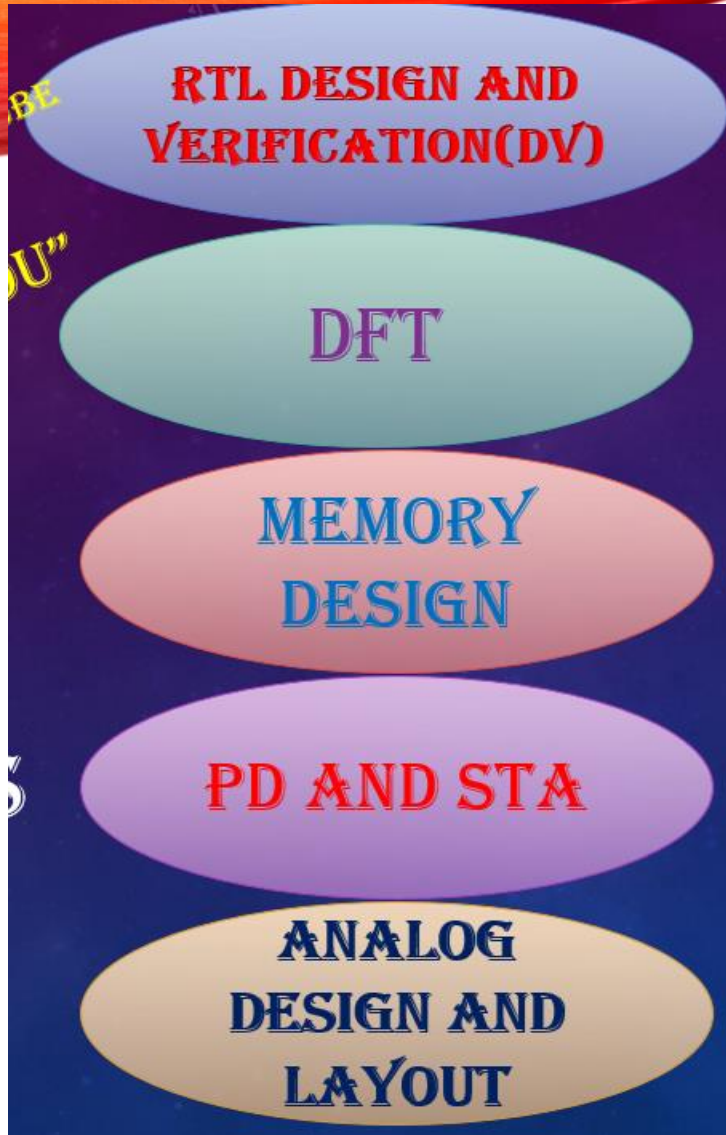 RTL DESIGN AND
VERIFICATION(DV)
DFT
MEMORY
DESIGN
PD AND STA
ANALOG
DESIGN AND
LAYOUT